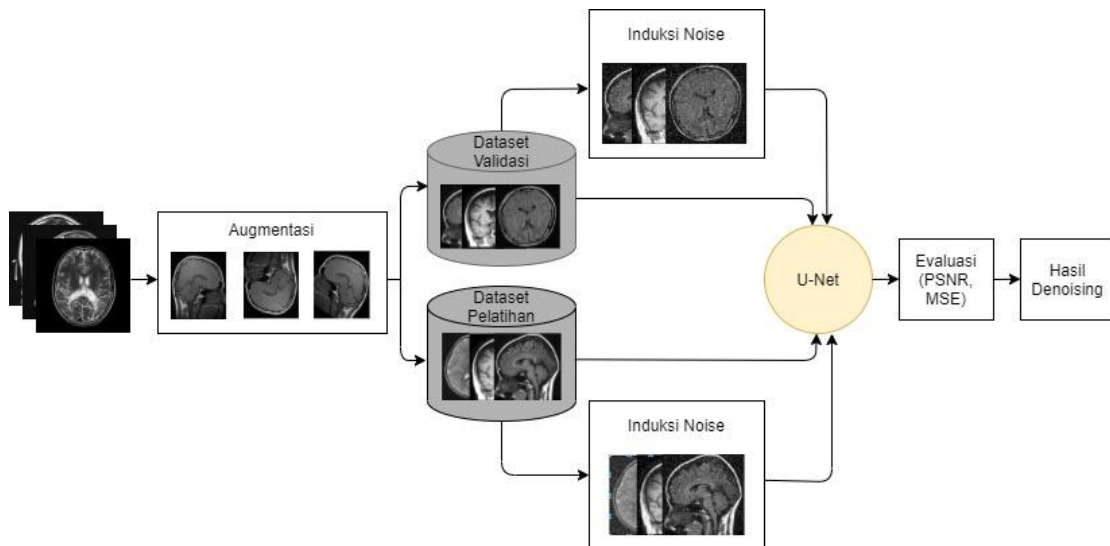 Induksi Noise
Dataset
Validasi
Augmentasi
Dataset
Pelatihan
U-Net
Evaluasi
(PSNR,
MSE)
Hasil
Denoising
Induksi Noise